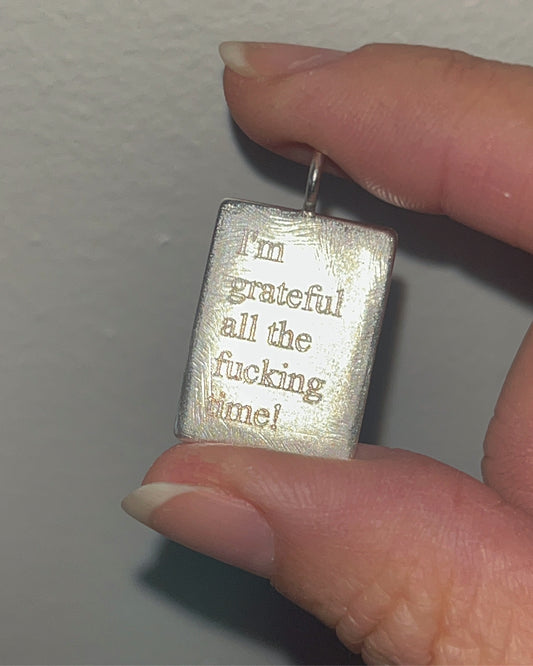 I'm
grateful
all the
fucking
time!